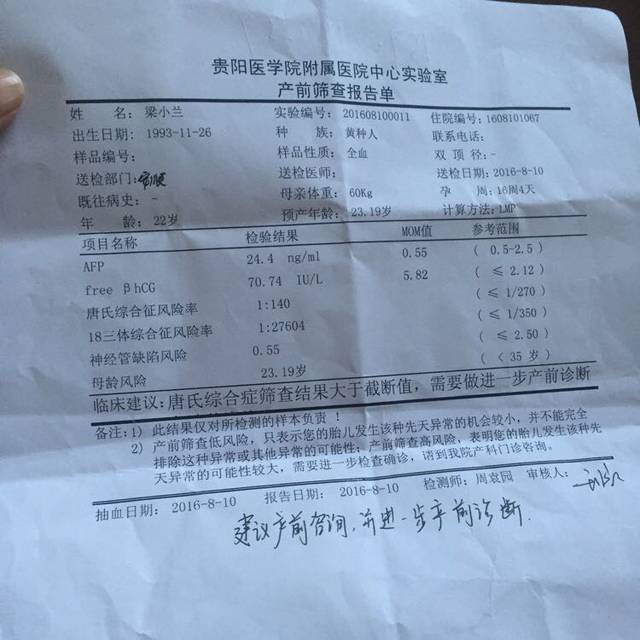 贵阳医学院附属医院中心实验室
产前筛查报告单
姓 名: 梁小兰 实验编号: 201608100011 住院编号: 1608101067
出生日期: 1993-11-26 种 族: 黄种人 联系电话:
样品编号: 样品性质: 全血 双 顶 径: -
送检部门: 送检医师: 送检日期: 2016-8-10
既往病史: - 母亲体重: 60Kg 孕 周: 16周4天
年 龄: 22岁 预产年龄: 23.19岁 计算方法: LMP
项目名称 检验结果 MOM值 参考范围
AFP 24.4 ng/ml 0.55 ( 0.5-2.5 )
free βhCG 70.74 IU/L 5.82 ( ≤ 2.12 )
唐氏综合征风险率 1:140 ( ≤ 1/270 )
18三体综合征风险率 1:27604 ( ≤ 1/350 )
神经管缺陷风险 0.55 ( ≤ 2.50 )
母龄风险 23.19岁 ( < 35 岁 )
临床建议: 唐氏综合症筛查结果大于截断值，需要做进一步产前诊断
备注: 1) 此结果仅对所检测的样本负责！
2) 产前筛查低风险，只表示您的胎儿发生该种先天异常的机会较小，并不能完全
排除这种异常或其他异常的可能性；产前筛查高风险，表明您的胎儿发生该种先
天异常的可能性较大，需要进一步检查确诊，请到我院产科门诊咨询。
抽血日期: 2016-8-10 报告日期: 2016-8-10 检测师: 周袁园 审核人:
建议产前咨询，并进一步产前诊断.